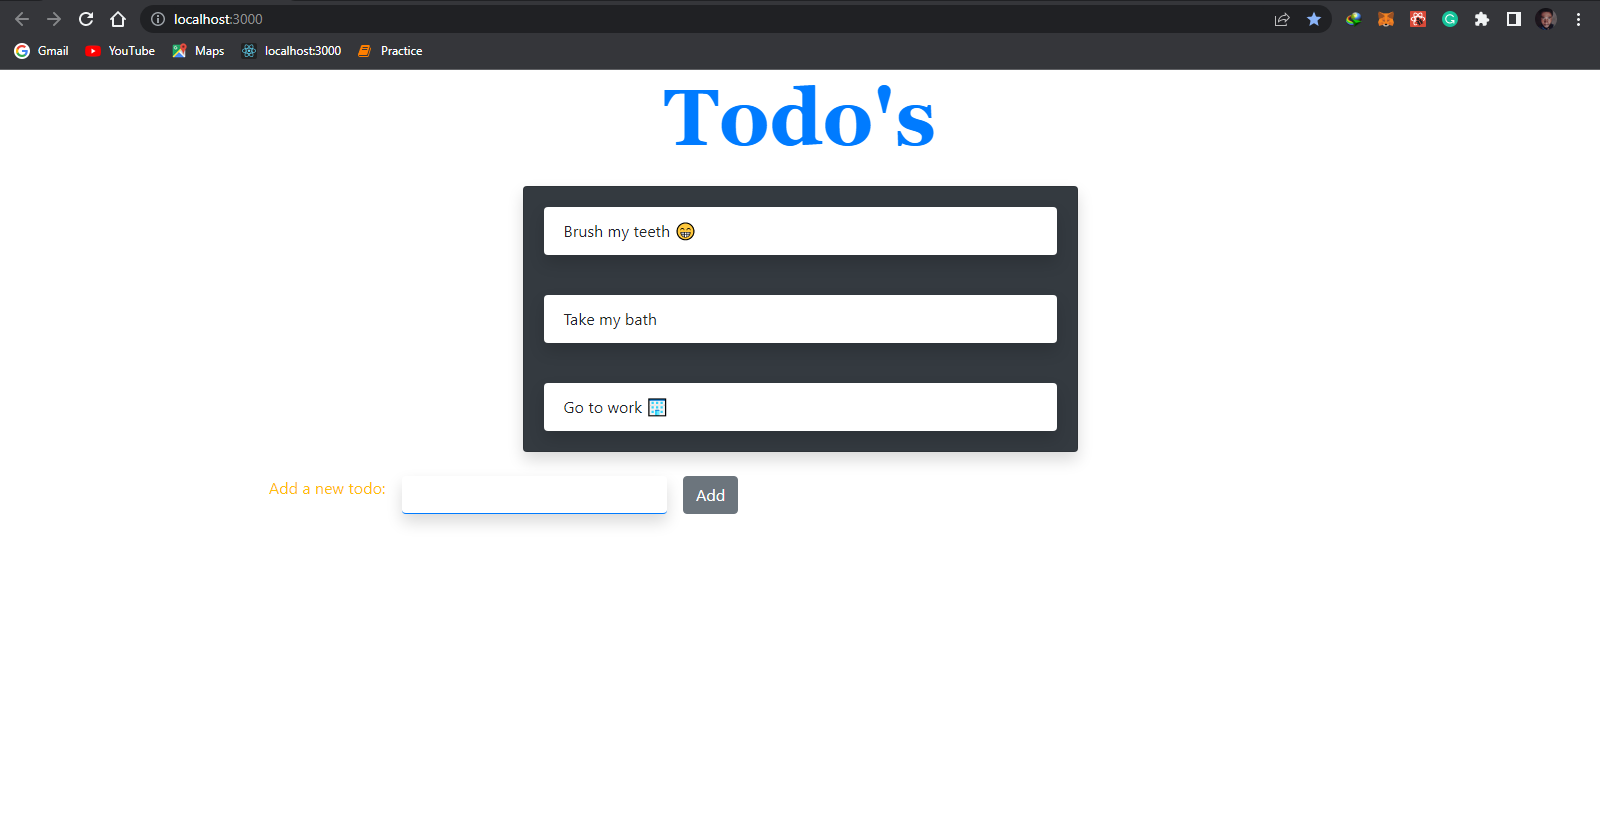 localhost:3000
Gmail YouTube Maps localhost:3000 Practice
Todo's
Brush my teeth 😁
Take my bath
Go to work 🏢
Add a new todo: Add